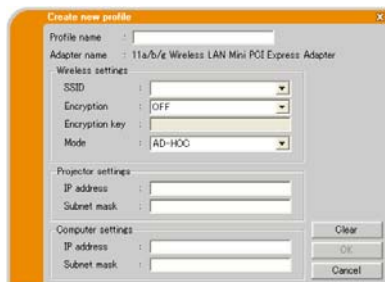 Create new profile X
Profile name :
Adapter name : 11a/b/g Wireless LAN Mini PCI Express Adapter
Wireless settings
SSID :
Encryption : OFF
Encryption key :
Mode : AD-HOC
Projector settings
IP address :
Subnet mask :
Computer settings
IP address :
Subnet mask :
Clear
OK
Cancel